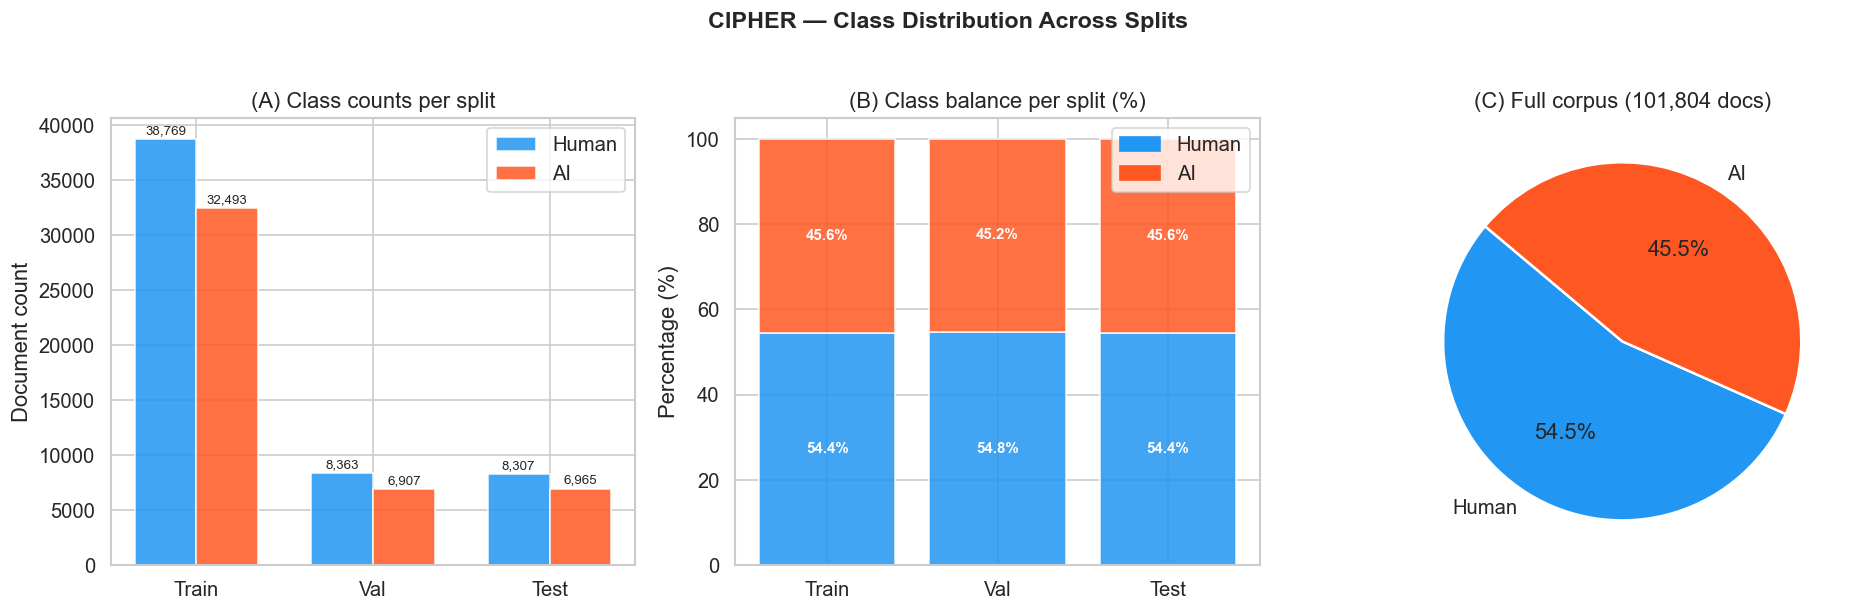 CIPHER — Class Distribution Across Splits
(A) Class counts per split
Document count
40000
35000
30000
25000
20000
15000
10000
5000
0
38,769
32,493
8,363
6,907
8,307
6,965
Human
AI
Train
Val
Test
(B) Class balance per split (%)
Percentage (%)
100
80
60
40
20
0
Human
AI
45.6%
45.2%
45.6%
54.4%
54.8%
54.4%
Train
Val
Test
(C) Full corpus (101,804 docs)
AI
45.5%
54.5%
Human